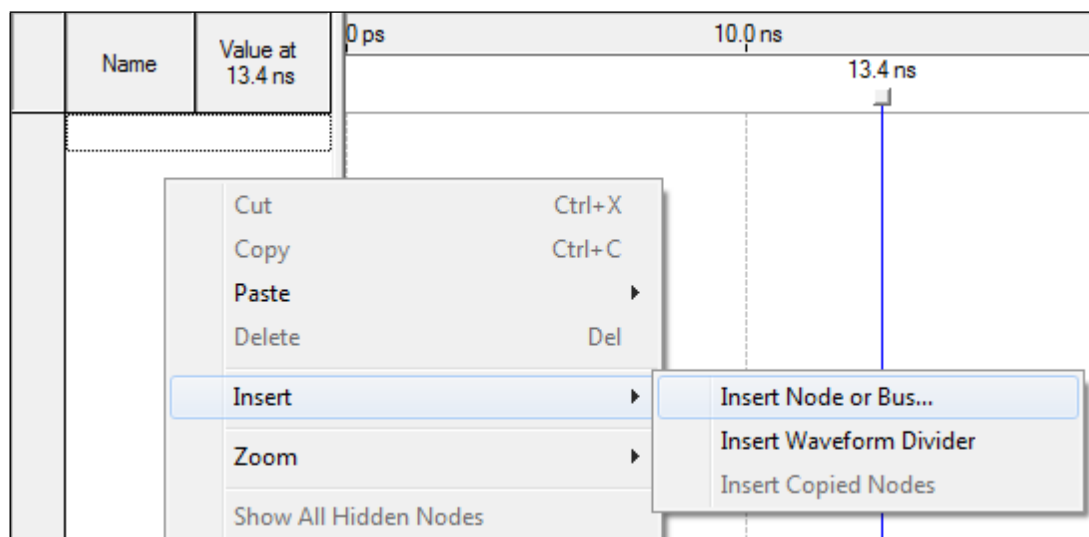 Name
Value at
13.4 ns
0 ps
10.0 ns
13.4 ns
Cut Ctrl+X
Copy Ctrl+C
Paste
Delete Del
Insert
Zoom
Show All Hidden Nodes
Insert Node or Bus...
Insert Waveform Divider
Insert Copied Nodes